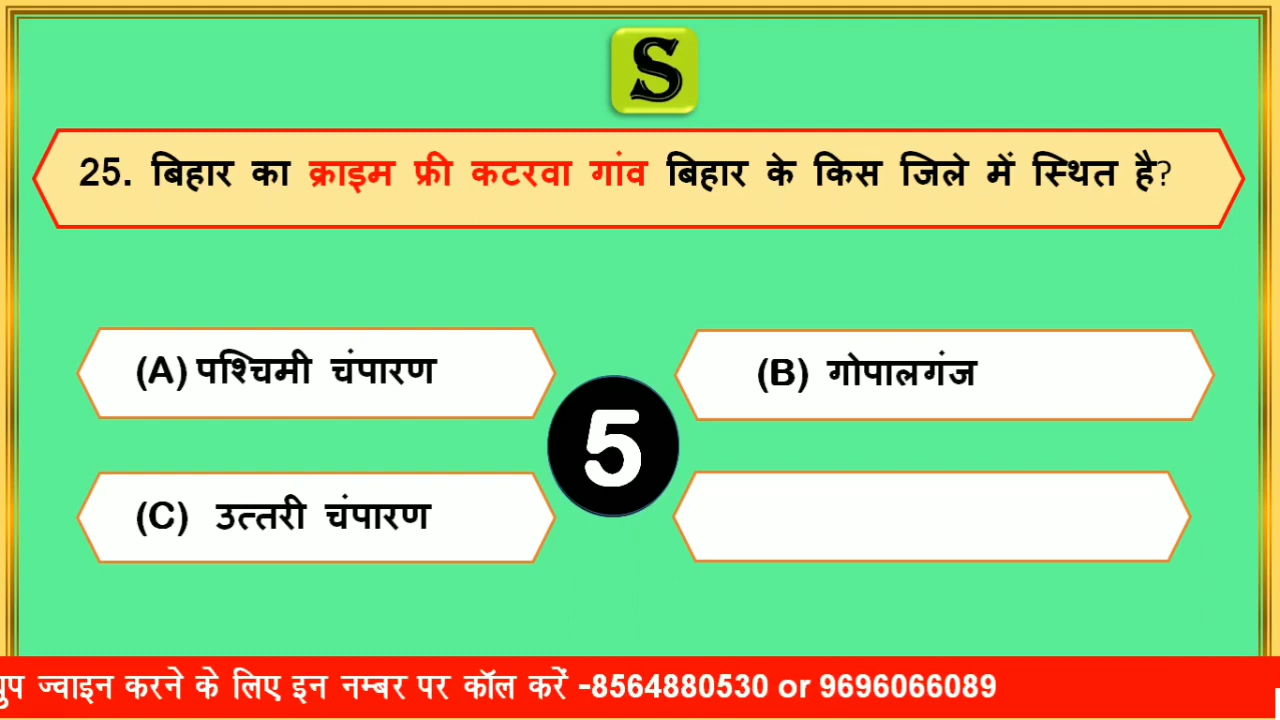 S
25. बिहार का क्राइम फ्री कटरवा गांव बिहार के किस जिले में स्थित है?
(A) पश्चिमी चंपारण
(B) गोपालगंज
5
(C) उत्तरी चंपारण
ज्वाइन करने के लिए इन नम्बर पर कॉल करें -8564880530 or 9696066089